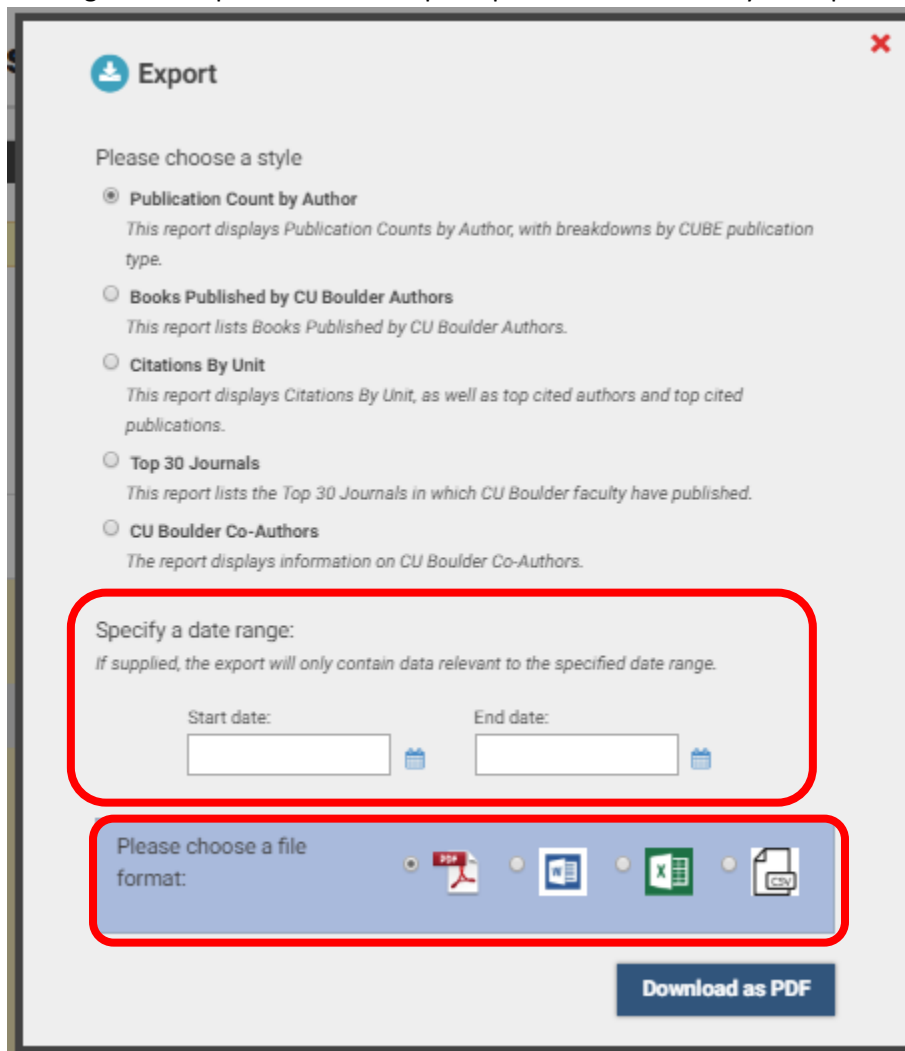 Export
Please choose a style
Publication Count by Author
This report displays Publication Counts by Author, with breakdowns by CUBE publication
type.
Books Published by CU Boulder Authors
This report lists Books Published by CU Boulder Authors.
Citations By Unit
This report displays Citations By Unit, as well as top cited authors and top cited
publications.
Top 30 Journals
This report lists the Top 30 Journals in which CU Boulder faculty have published.
CU Boulder Co-Authors
The report displays information on CU Boulder Co-Authors.
Specify a date range:
If supplied, the export will only contain data relevant to the specified date range.
Start date: End date:
Please choose a file
format:
PDF W X CSV
Download as PDF